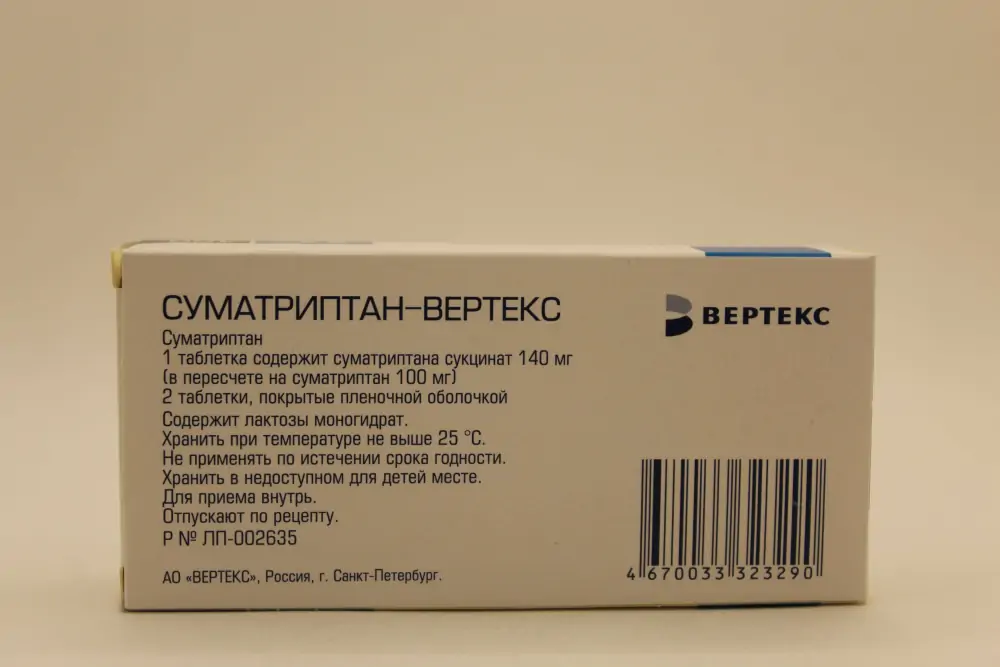 СУМАТРИПТАН-ВЕРТЕКС
ВЕРТЕКС
Суматриптан
1 таблетка содержит суматриптана сукцинат 140 мг
(в пересчете на суматриптан 100 мг)
2 таблетки, покрытые пленочной оболочкой
Содержит лактозы моногидрат.
Хранить при температуре не выше 25 °С.
Не применять по истечении срока годности.
Хранить в недоступном для детей месте.
Для приема внутрь.
Отпускают по рецепту.
Р № ЛП-002635
АО «ВЕРТЕКС», Россия, г. Санкт-Петербург.
4 670033 323290